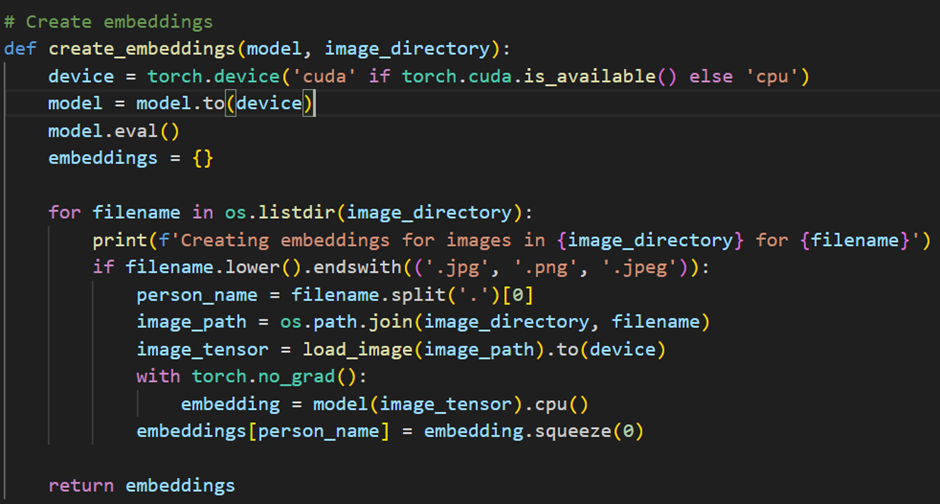 # Create embeddings
def create_embeddings(model, image_directory):
    device = torch.device('cuda' if torch.cuda.is_available() else 'cpu')
    model = model.to(device)
    model.eval()
    embeddings = {}

    for filename in os.listdir(image_directory):
        print(f'Creating embeddings for images in {image_directory} for {filename}')
        if filename.lower().endswith(('.jpg', '.png', '.jpeg')):
            person_name = filename.split('.')[0]
            image_path = os.path.join(image_directory, filename)
            image_tensor = load_image(image_path).to(device)
            with torch.no_grad():
                embedding = model(image_tensor).cpu()
            embeddings[person_name] = embedding.squeeze(0)

    return embeddings